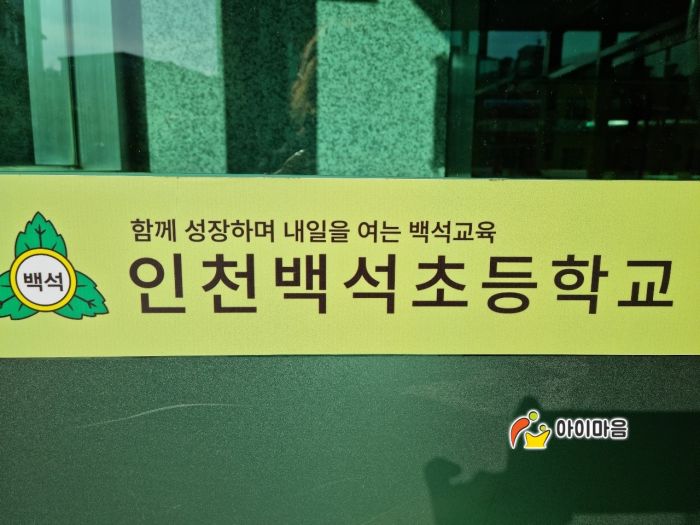 함께 성장하며 내일을 여는 백석교육
백석
인천백석초등학교
아이마음